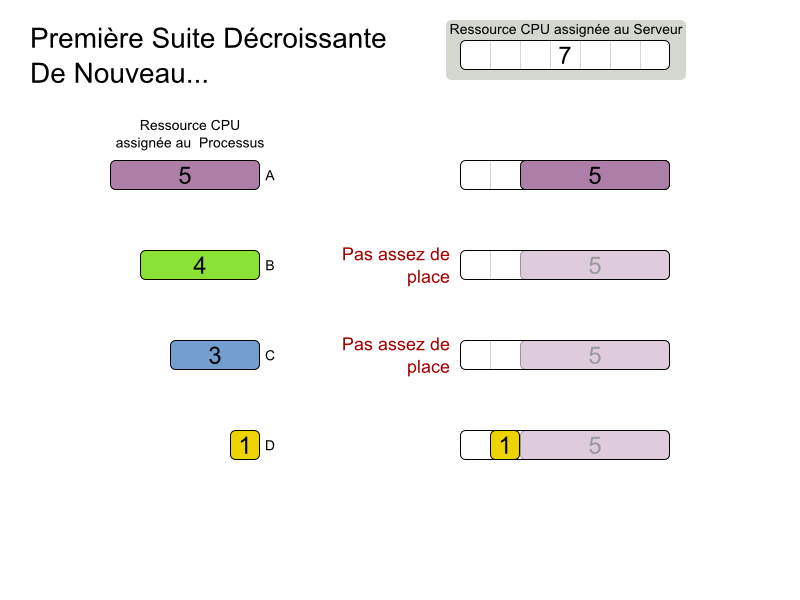 Première Suite Décroissante
De Nouveau...
Ressource CPU assignée au Serveur
7
Ressource CPU
assignée au Processus
5 A
5
4 B
Pas assez de
place
5
3 C
Pas assez de
place
5
1 D
1 5